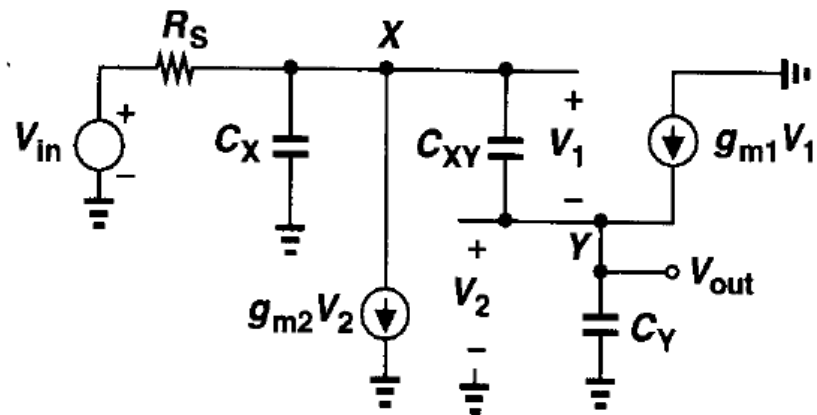 R_S
X
V_in
+
−
C_X
C_XY
+
V_1
−
g_m1V_1
Y
+
V_2
−
g_m2V_2
V_out
C_Y